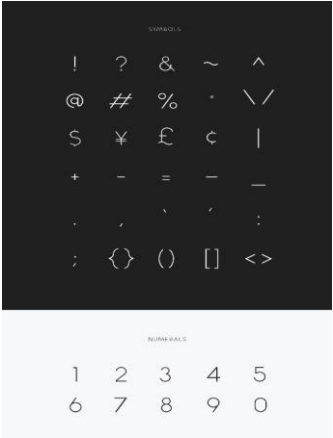 SYMBOLS
! ? & ~ ^
@ # % * \ /
$ ¥ £ ¢ |
+ - = — _
. , ` ´ :
; { } ( ) [ ] < >
NUMERALS
1 2 3 4 5
6 7 8 9 0